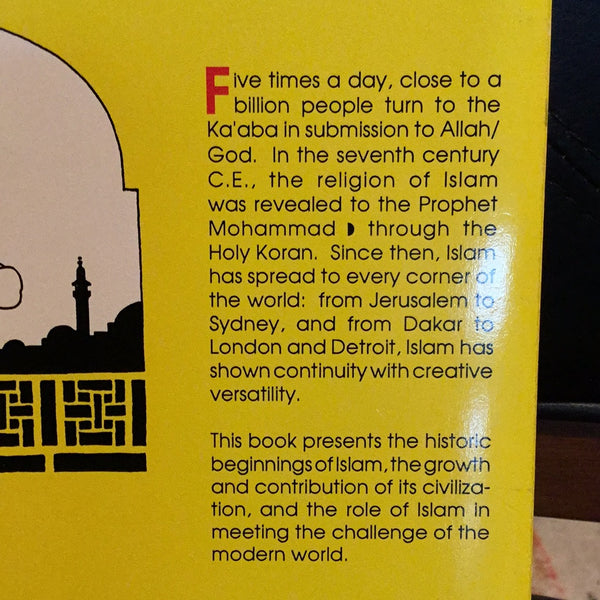 Five times a day, close to a
billion people turn to the
Ka'aba in submission to Allah/
God. In the seventh century
C.E., the religion of Islam
was revealed to the Prophet
Mohammad ◗ through the
Holy Koran. Since then, Islam
has spread to every corner of
the world: from Jerusalem to
Sydney, and from Dakar to
London and Detroit, Islam has
shown continuity with creative
versatility.
This book presents the historic
beginnings of Islam, the growth
and contribution of its civiliza-
tion, and the role of Islam in
meeting the challenge of the
modern world.